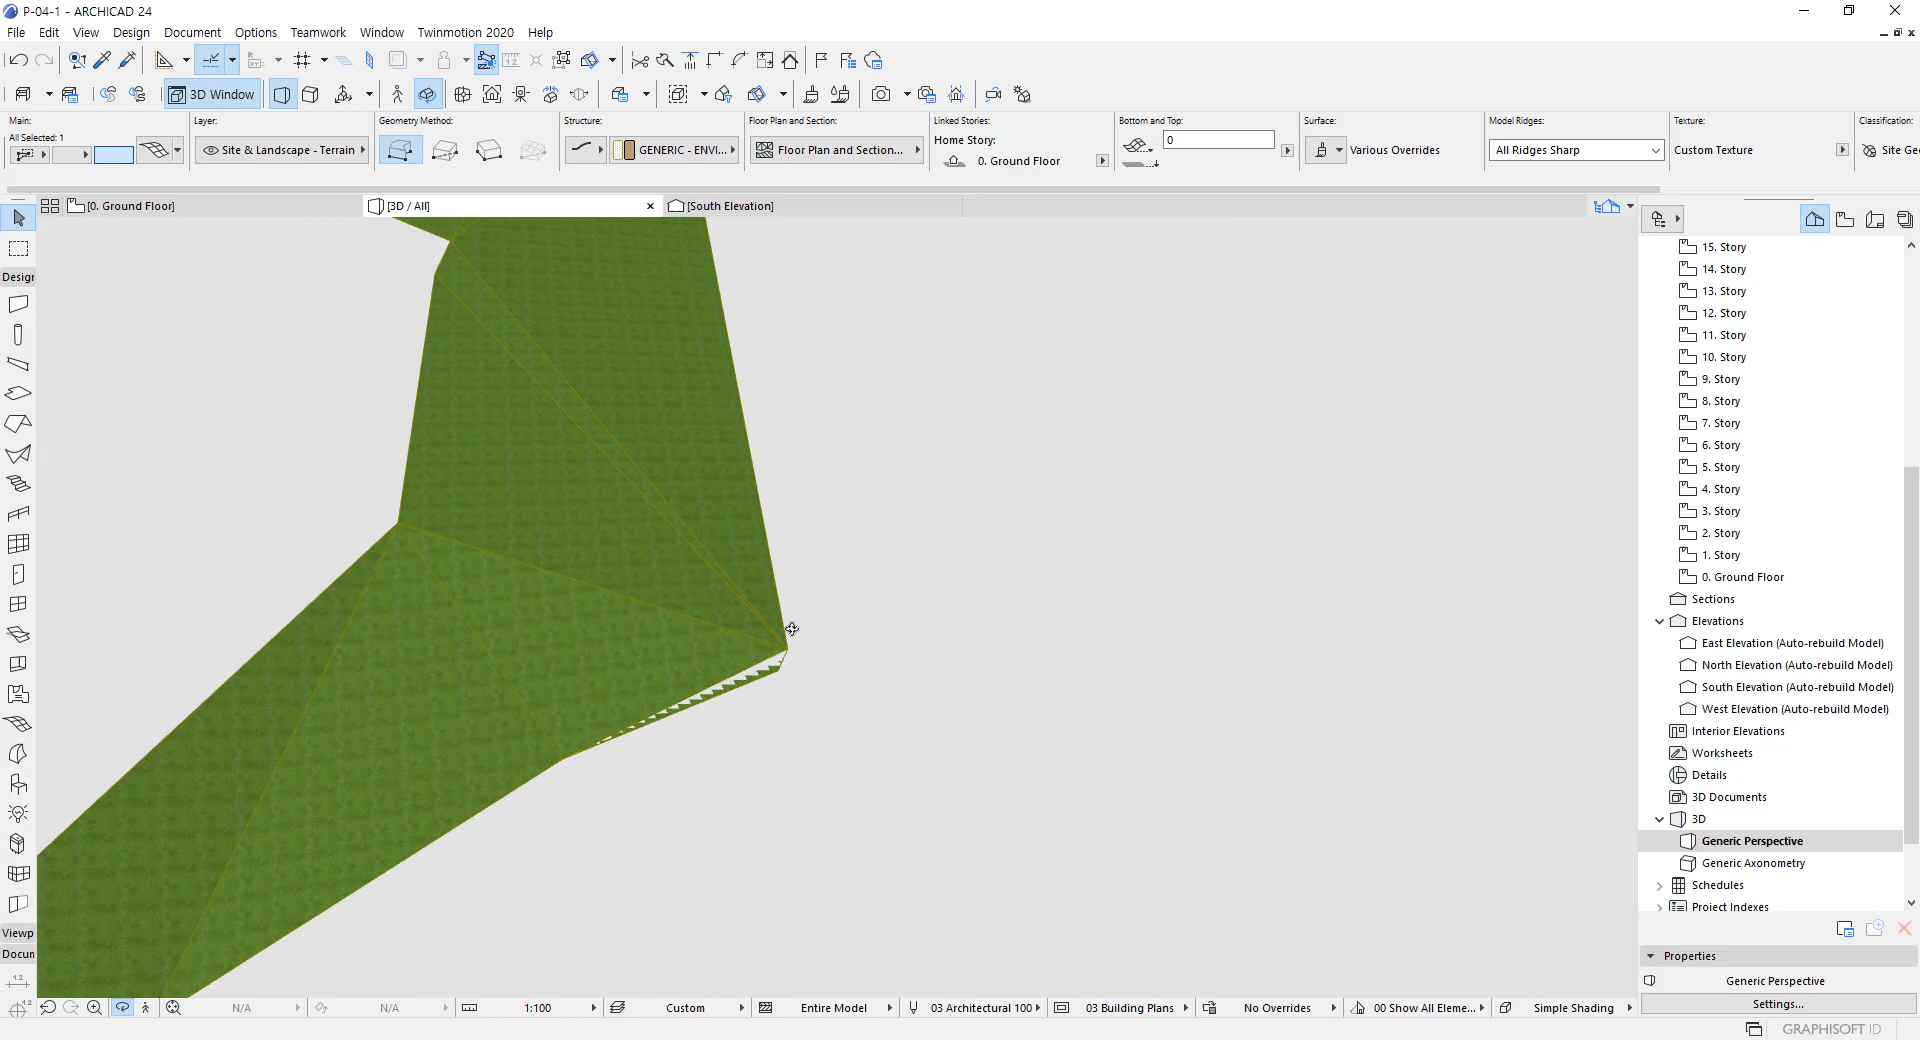 P-04-1 - ARCHICAD 24
File Edit View Design Document Options Teamwork Window Twinmotion 2020 Help
3D Window
Main: Layer: Geometry Method: Structure: Floor Plan and Section: Linked Stories: Bottom and Top: Surface: Model Ridges: Texture: Classification:
All Selected: 1
Home Story: 0
Site & Landscape - Terrain GENERIC - ENVI... Floor Plan and Section... Various Overrides All Ridges Sharp Custom Texture Site Ge
0. Ground Floor
[0. Ground Floor] [3D / All] [South Elevation]
Design
15. Story
14. Story
13. Story
12. Story
11. Story
10. Story
9. Story
8. Story
7. Story
6. Story
5. Story
4. Story
3. Story
2. Story
1. Story
0. Ground Floor
Sections
Elevations
East Elevation (Auto-rebuild Model)
North Elevation (Auto-rebuild Model)
South Elevation (Auto-rebuild Model)
West Elevation (Auto-rebuild Model)
Interior Elevations
Worksheets
Details
3D Documents
3D
Generic Perspective
Generic Axonometry
Schedules
Project Indexes
Viewp
Docun
Properties
Generic Perspective
Settings...
N/A N/A 1:100 Custom Entire Model 03 Architectural 100 03 Building Plans No Overrides 00 Show All Eleme... Simple Shading
GRAPHISOFT ID